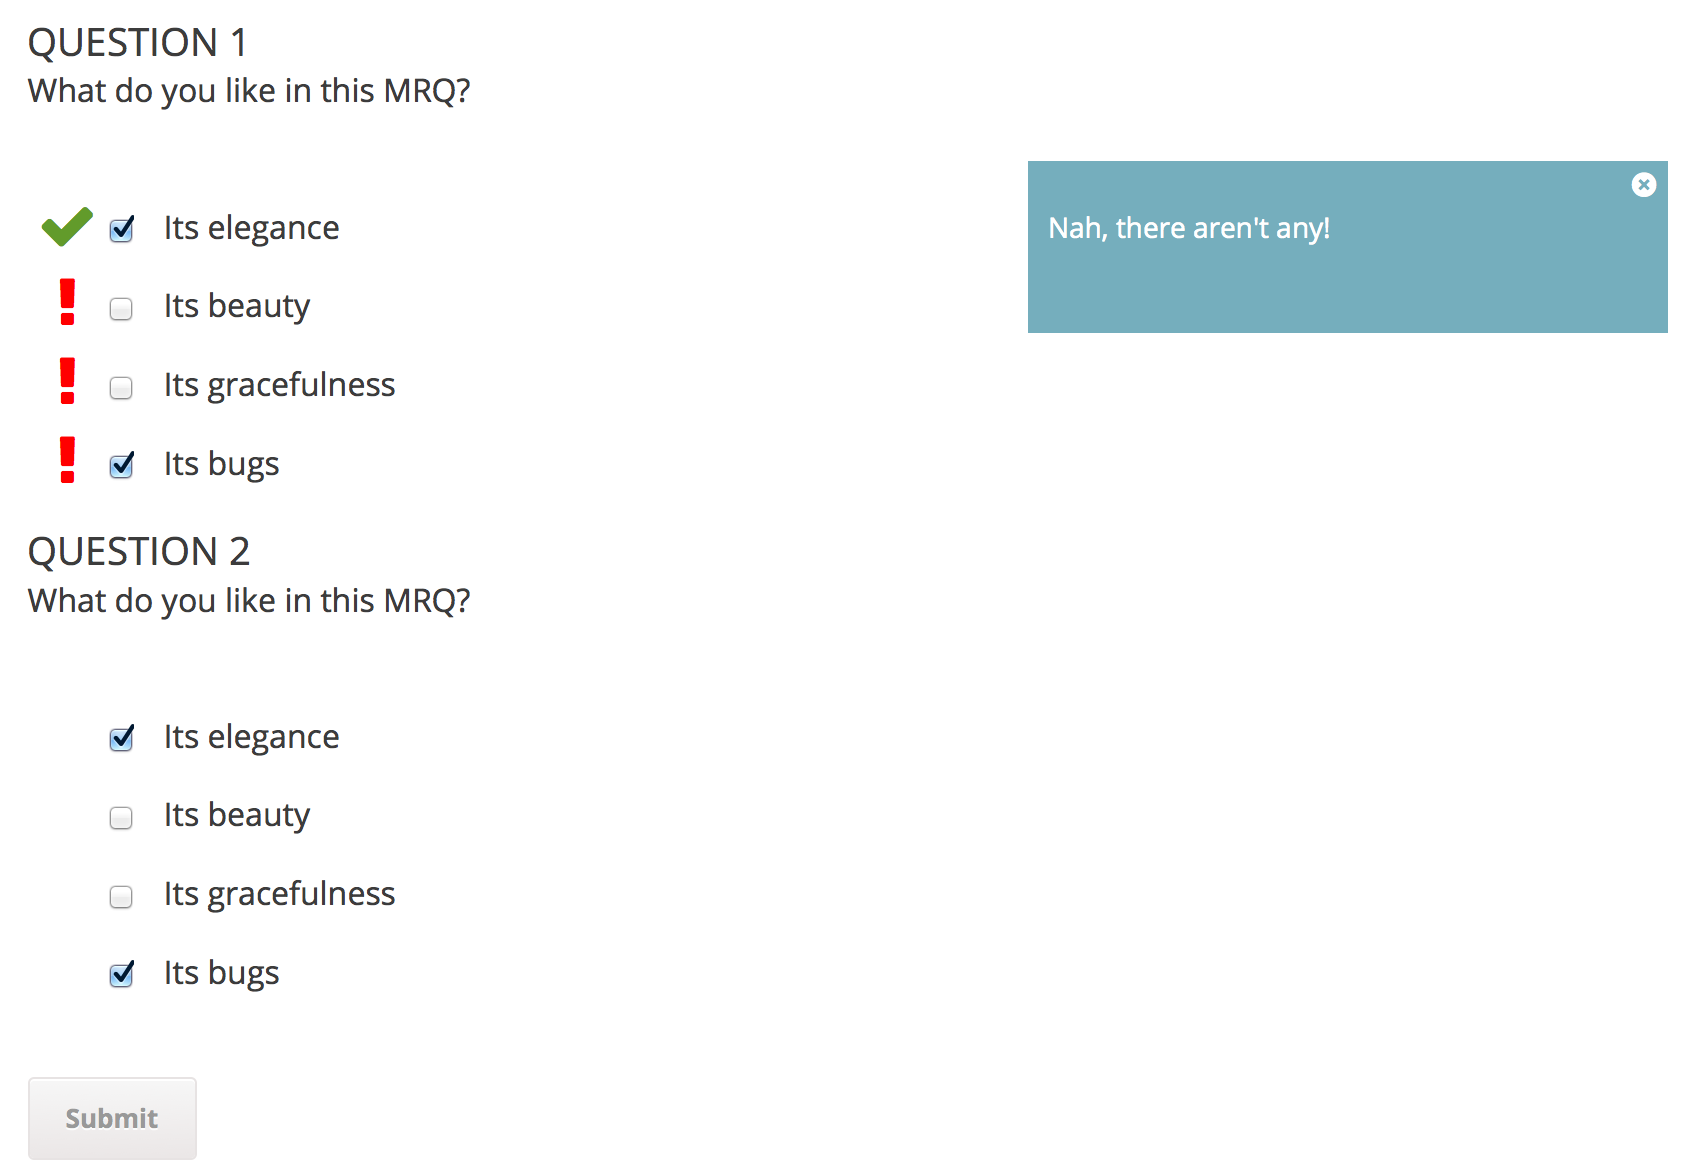 QUESTION 1
What do you like in this MRQ?
Nah, there aren't any!
Its elegance
Its beauty
Its gracefulness
Its bugs
QUESTION 2
What do you like in this MRQ?
Its elegance
Its beauty
Its gracefulness
Its bugs
Submit